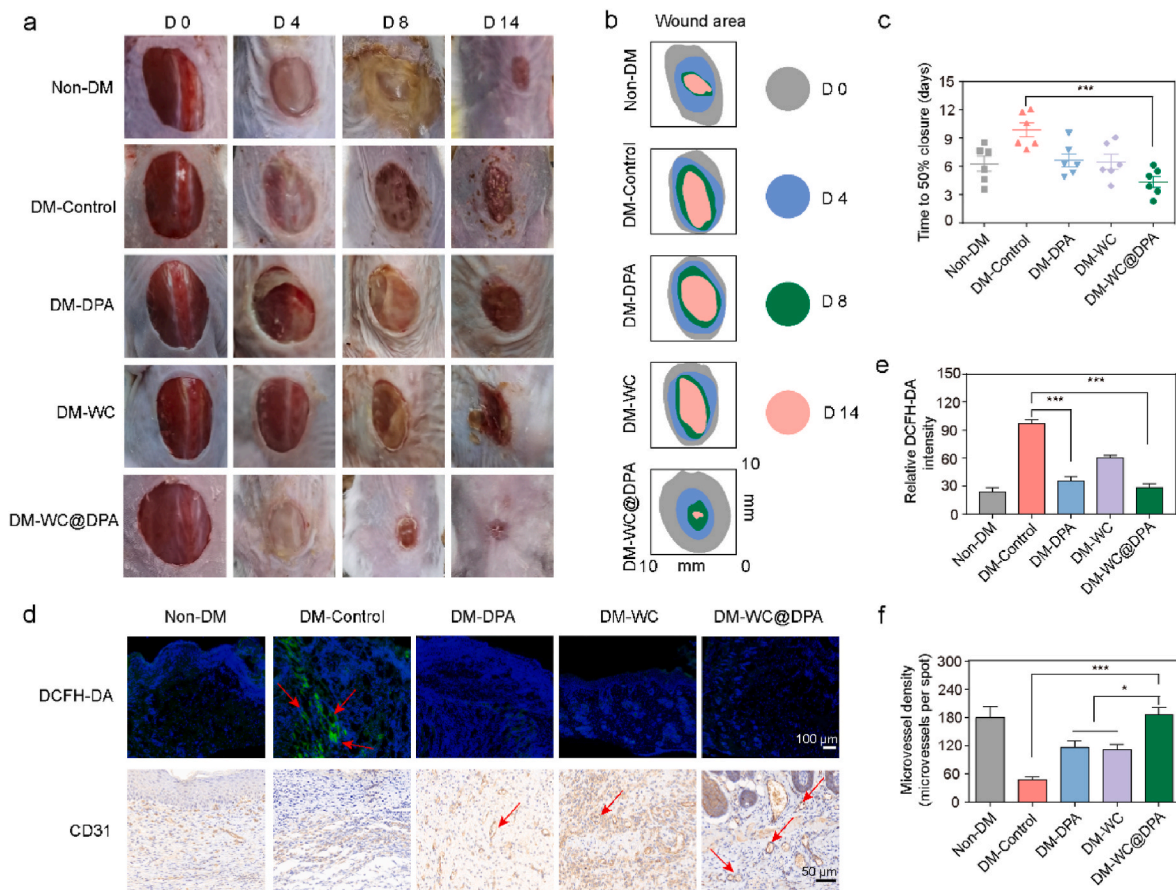 a
D 0
D 4
D 8
D 14
Non-DM
DM-Control
DM-DPA
DM-WC
DM-WC@DPA
b
Wound area
Non-DM
DM-Control
DM-DPA
DM-WC
DM-WC@DPA
D 0
D 4
D 8
D 14
10
mm
10
mm
0
c
Time to 50% closure (days)
15
12
9
6
3
0
***
Non-DM
DM-Control
DM-DPA
DM-WC
DM-WC@DPA
d
Non-DM
DM-Control
DM-DPA
DM-WC
DM-WC@DPA
DCFH-DA
100 μm
CD31
50 μm
e
Relative DCFH-DA
intensity
150
120
90
60
30
0
***
***
Non-DM
DM-Control
DM-DPA
DM-WC
DM-WC@DPA
f
Microvessel density
(microvessels per spot)
300
240
180
120
60
0
***
*
Non-DM
DM-Control
DM-DPA
DM-WC
DM-WC@DPA